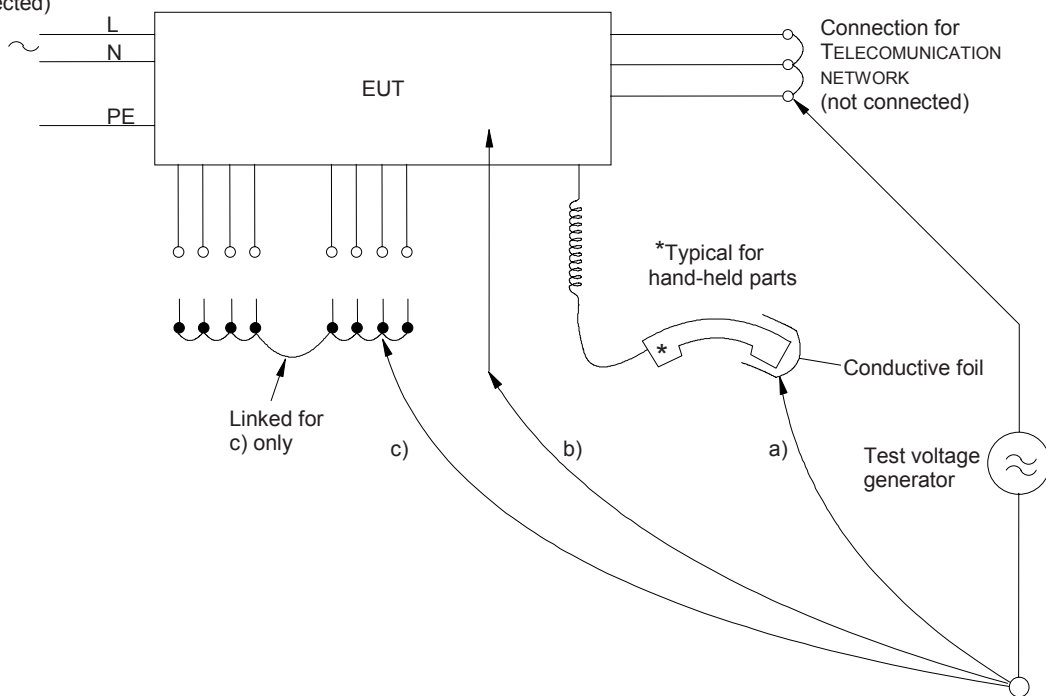 L
N
PE
EUT
Connection for
TELECOMUNICATION
NETWORK
(not connected)
*Typical for
hand-held parts
*
Conductive foil
Linked for
c) only
c)
b)
a)
Test voltage
generator